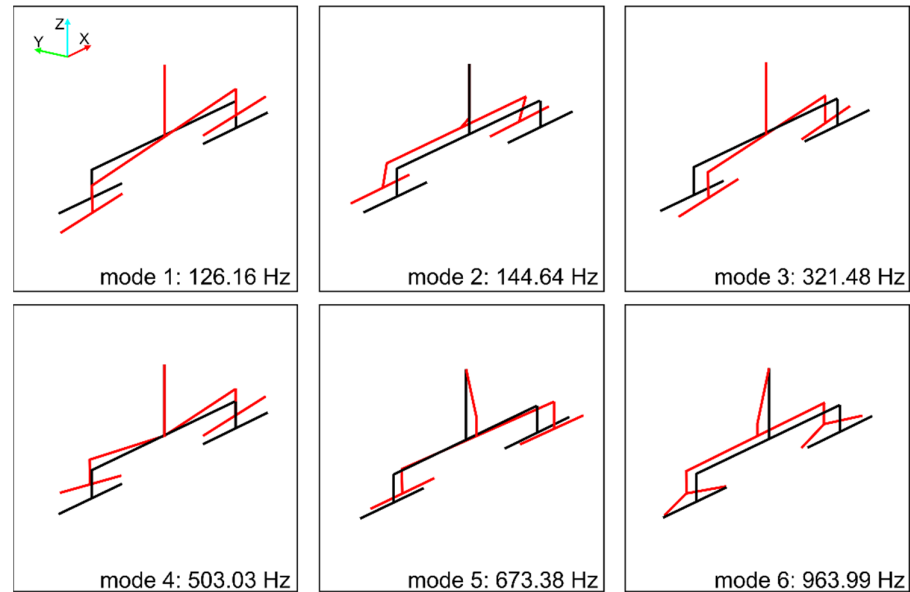 Z
Y
X
mode 1: 126.16 Hz
mode 2: 144.64 Hz
mode 3: 321.48 Hz
mode 4: 503.03 Hz
mode 5: 673.38 Hz
mode 6: 963.99 Hz